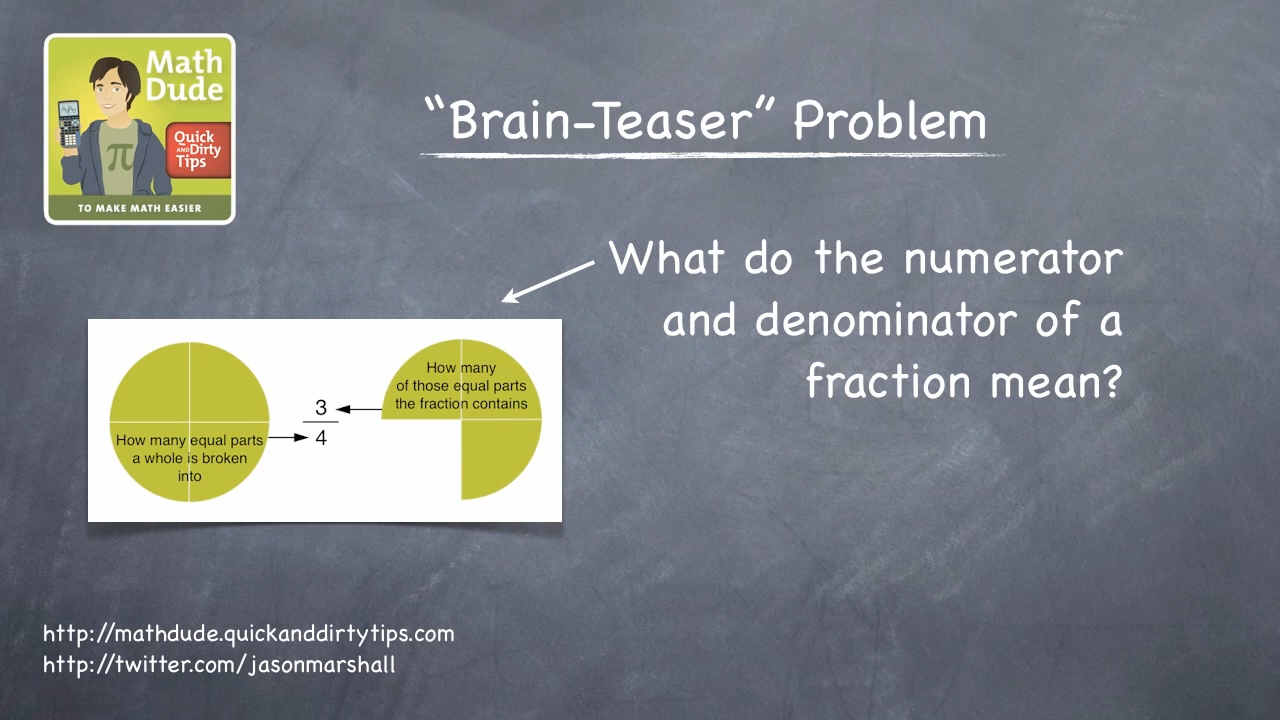 Math
Dude
Quick
AND Dirty
Tips
TO MAKE MATH EASIER
π
“Brain-Teaser” Problem
What do the numerator
and denominator of a
fraction mean?
How many equal parts
a whole is broken
into
3
4
How many
of those equal parts
the fraction contains
http://mathdude.quickanddirtytips.com
http://twitter.com/jasonmarshall